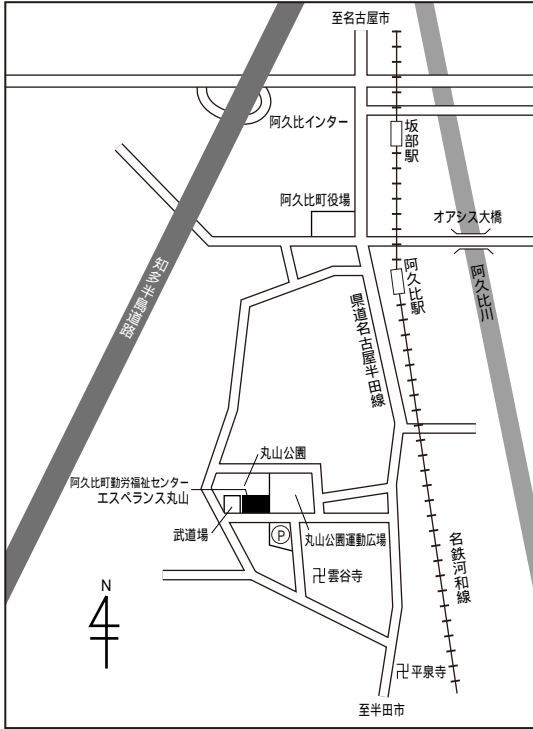 至名古屋市
阿久比インター
坂部駅
阿久比町役場
オアシス大橋
知多半島道路
阿久比駅
阿久比川
県道名古屋半田線
丸山公園
阿久比町勤労福祉センター
エスペランス丸山
武道場
P
丸山公園運動広場
名鉄河和線
卍雲谷寺
N
卍平泉寺
至半田市